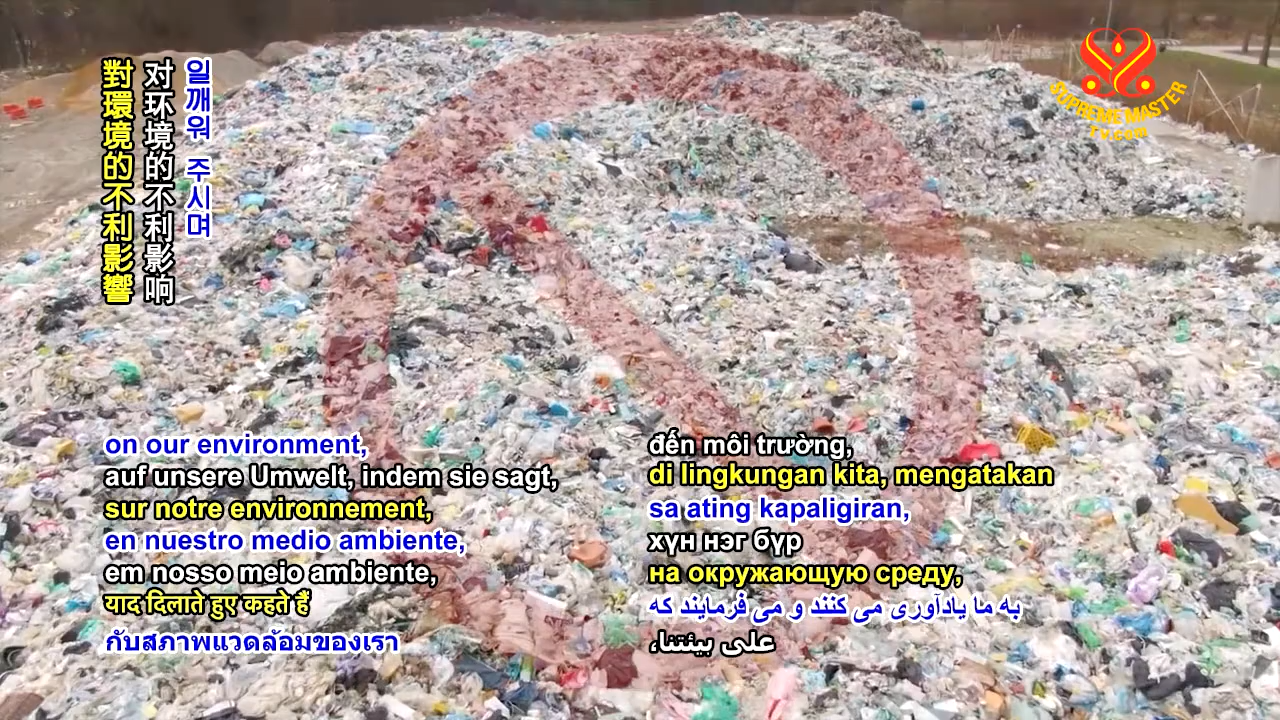 對環境的不利影響
对环境的不利影响
일깨워 주시며
SUPREME MASTER
TV.com
on our environment,
auf unsere Umwelt, indem sie sagt,
sur notre environnement,
en nuestro medio ambiente,
em nosso meio ambiente,
याद दिलाते हुए कहते हैं
กับสภาพแวดล้อมของเรา
đến môi trường,
di lingkungan kita, mengatakan
sa ating kapaligiran,
хүн нэг бүр
на окружающую среду,
به ما یادآوری می کنند و می فرمایند که
على بيئتنا،